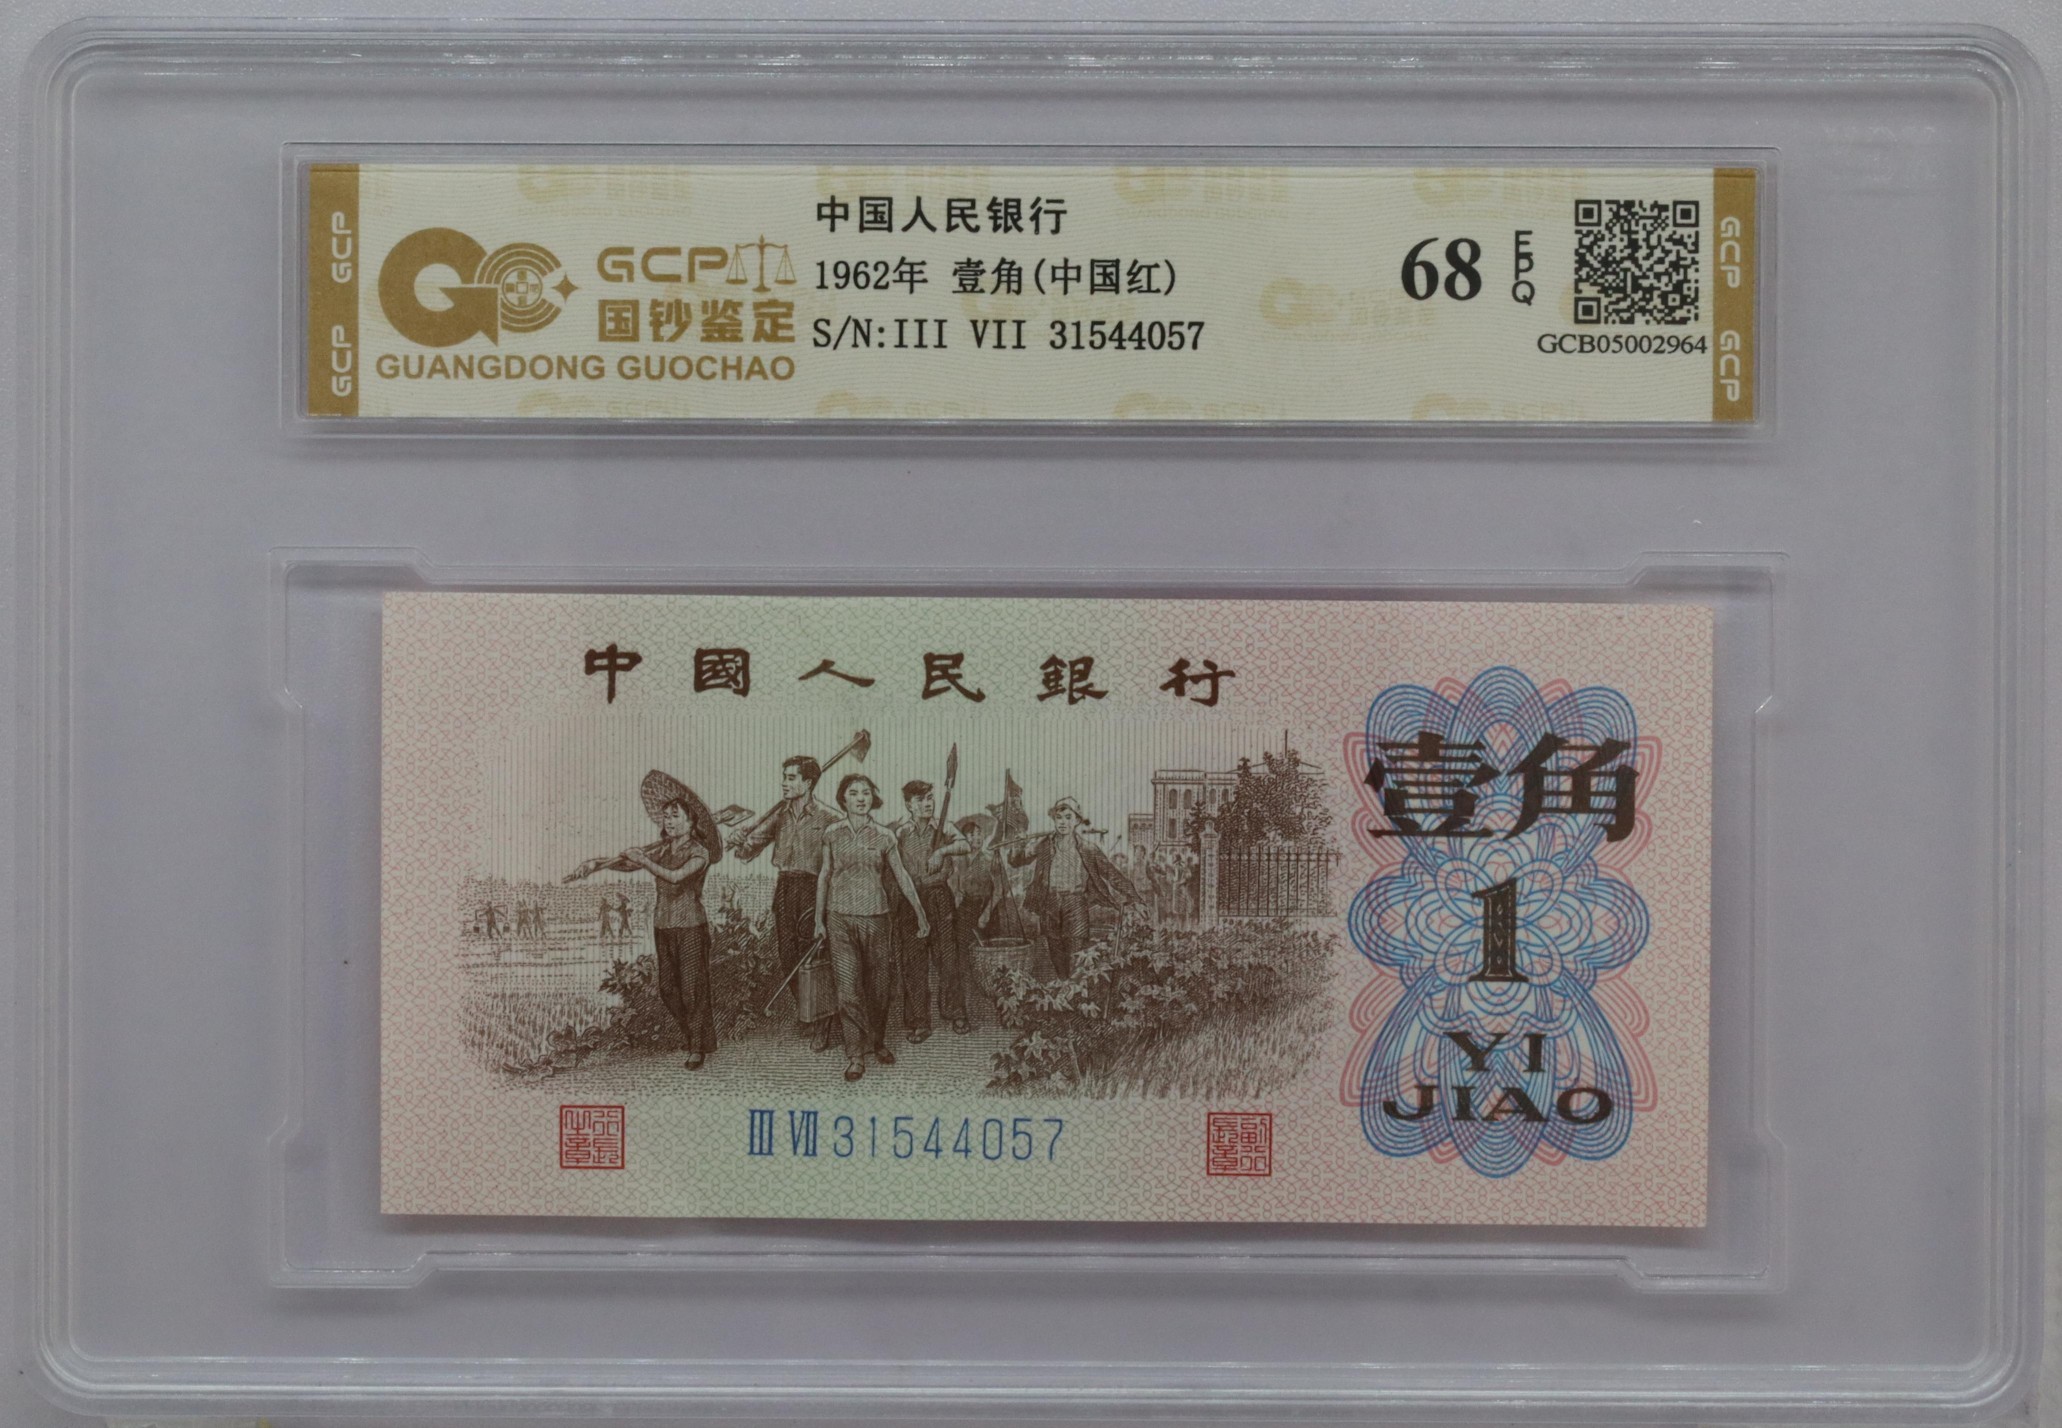 GCP
GCP
GCP
国钞鉴定
GUANGDONG GUOCHAO
中国人民银行
1962年 壹角(中国红)
S/N:III VII 31544057
68
EPQ
GCB05002964
GCP
GCP
中國人民銀行
壹角
1
YI
JIAO
III VII 31544057